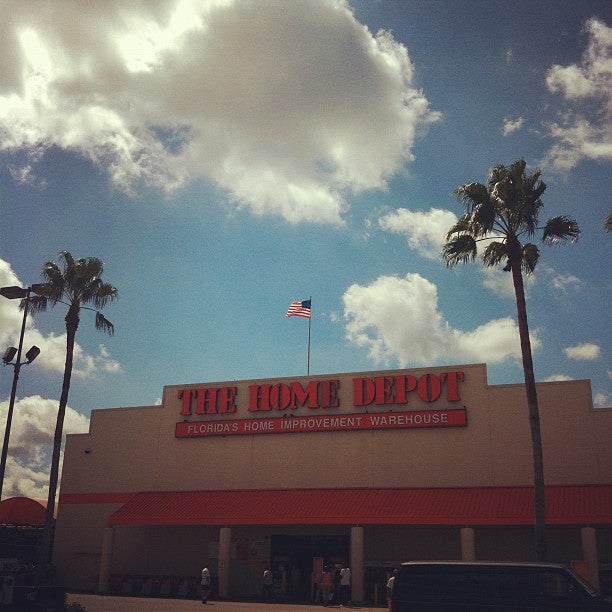 THE HOME DEPOT
FLORIDA'S HOME IMPROVEMENT WAREHOUSE